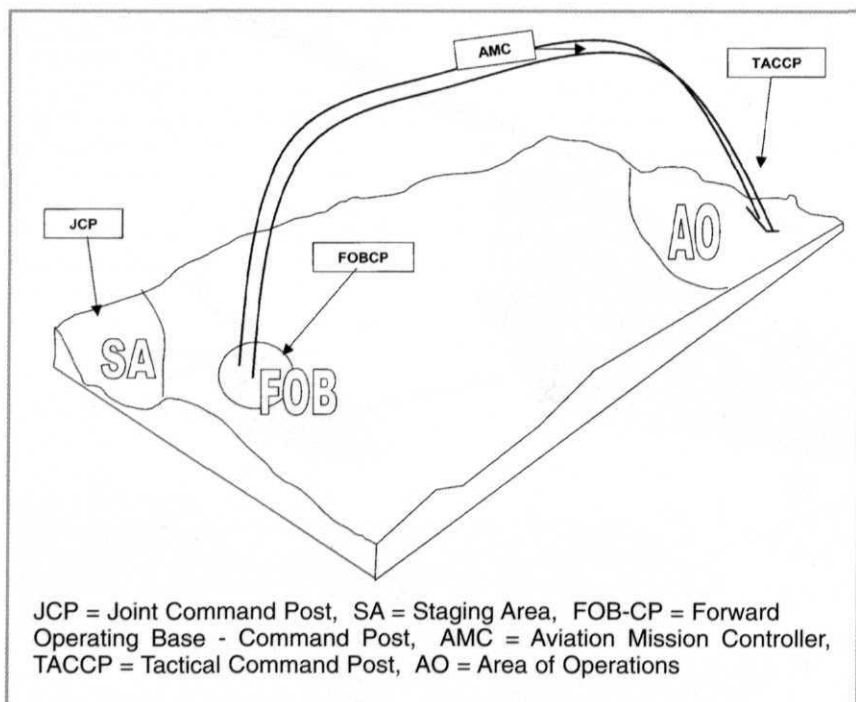 AMC
TACCP
JCP
FOBCP
AO
SA
FOB
JCP = Joint Command Post, SA = Staging Area, FOB-CP = Forward
Operating Base - Command Post, AMC = Aviation Mission Controller,
TACCP = Tactical Command Post, AO = Area of Operations